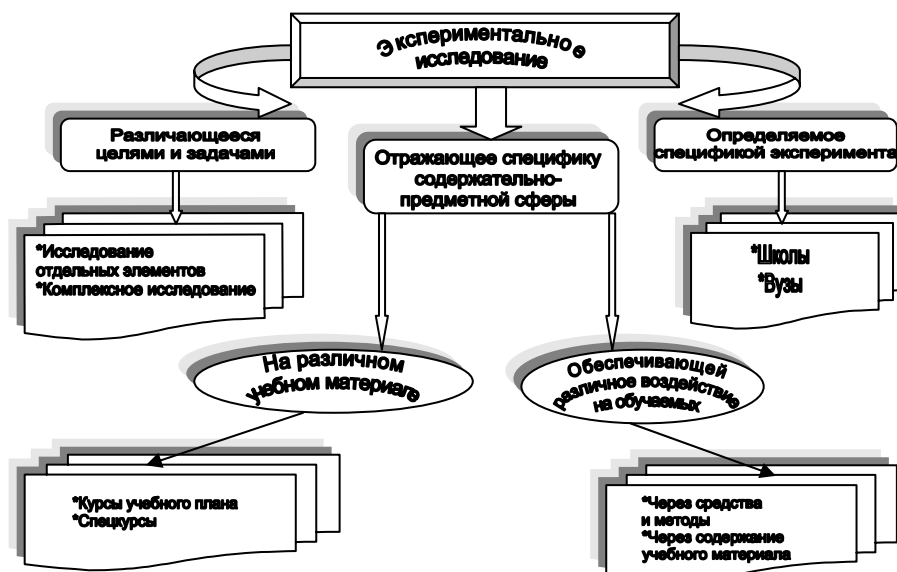 Экспериментальное
исследование
Различающееся
целями и задачами
Отражающее специфику
содержательно-
предметной сферы
Определяемое
спецификой эксперимента
*Исследование
отдельных элементов
*Комплексное исследование
*Школы
*Вузы
На различном
учебном материале
Обеспечивающей
различное воздействие
на обучаемых
*Курсы учебного плана
*Спецкурсы
*Через средства
и методы
*Через содержание
учебного материала